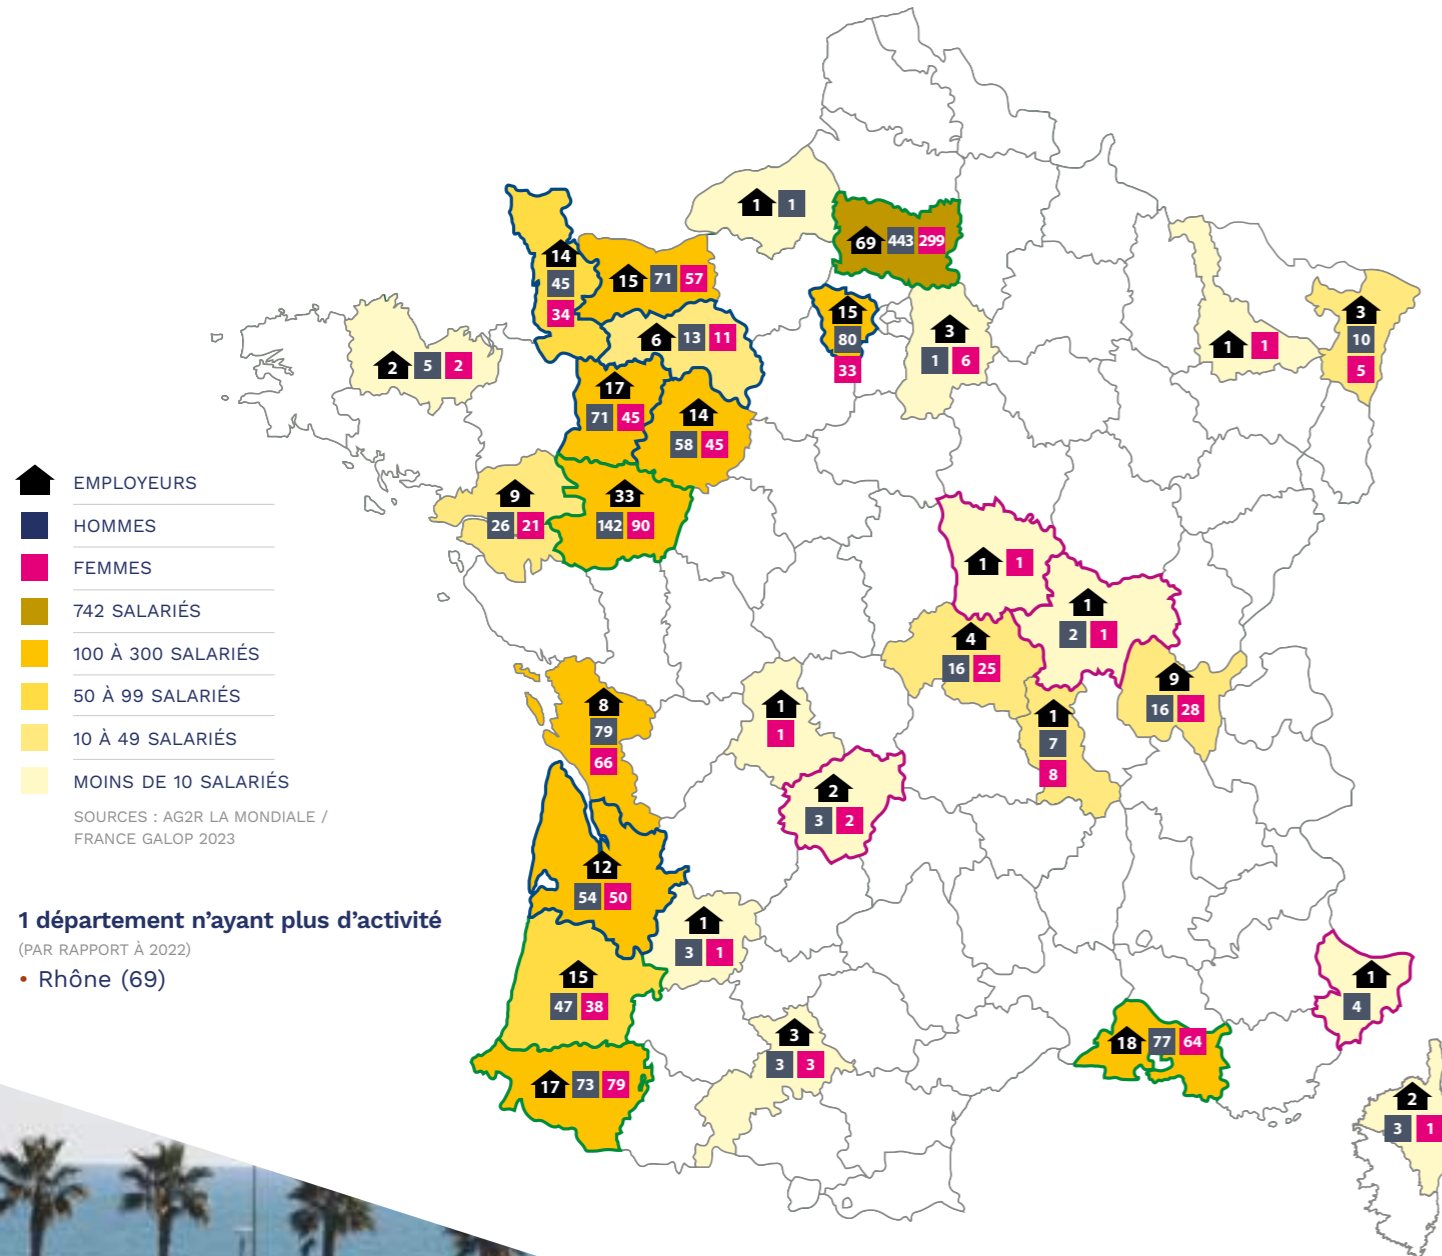 1 1
69 443 299
14
45
34
15 71 57
15
80
33
3
1 6
6 13 11
1 1
3
10
5
2 5 2
17
71 45
14
58 45
EMPLOYEURS
HOMMES
FEMMES
742 SALARIÉS
100 À 300 SALARIÉS
50 À 99 SALARIÉS
10 À 49 SALARIÉS
MOINS DE 10 SALARIÉS
SOURCES : AG2R LA MONDIALE /
FRANCE GALOP 2023
9
26 21
33
142 90
1 1
1
2 1
4
16 25
9
16 28
8
79
66
1
1
1
7
8
2
3 2
12
54 50
1
3 1
1 département n'ayant plus d'activité
(PAR RAPPORT À 2022)
• Rhône (69)
15
47 38
1
4
3
3 3
18 77 64
17 73 79
2
3 1